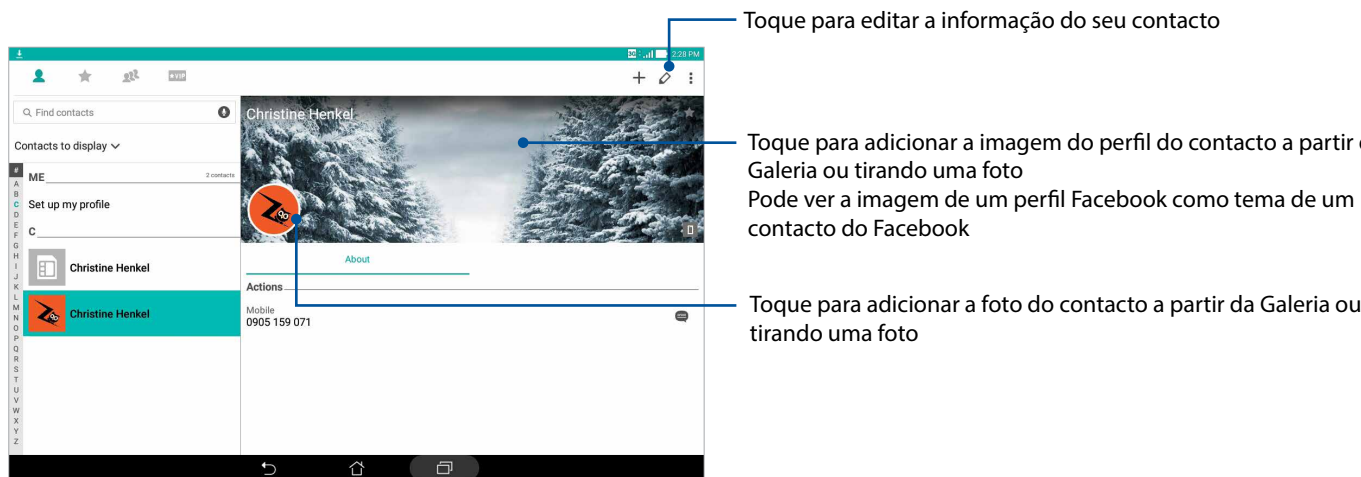 Toque para editar a informação do seu contacto
2:28 PM
VIP
Find contacts
Christine Henkel
Contacts to display
Toque para adicionar a imagem do perfil do contacto a partir
Galeria ou tirando uma foto
Pode ver a imagem de um perfil Facebook como tema de um
contacto do Facebook
#
A
B
C
D
E
F
G
H
I
J
K
L
M
N
O
P
Q
R
S
T
U
V
W
X
Y
Z
ME
2 contacts
Set up my profile
C
Christine Henkel
Christine Henkel
About
Actions
Mobile
0905 159 071
Toque para adicionar a foto do contacto a partir da Galeria ou
tirando uma foto